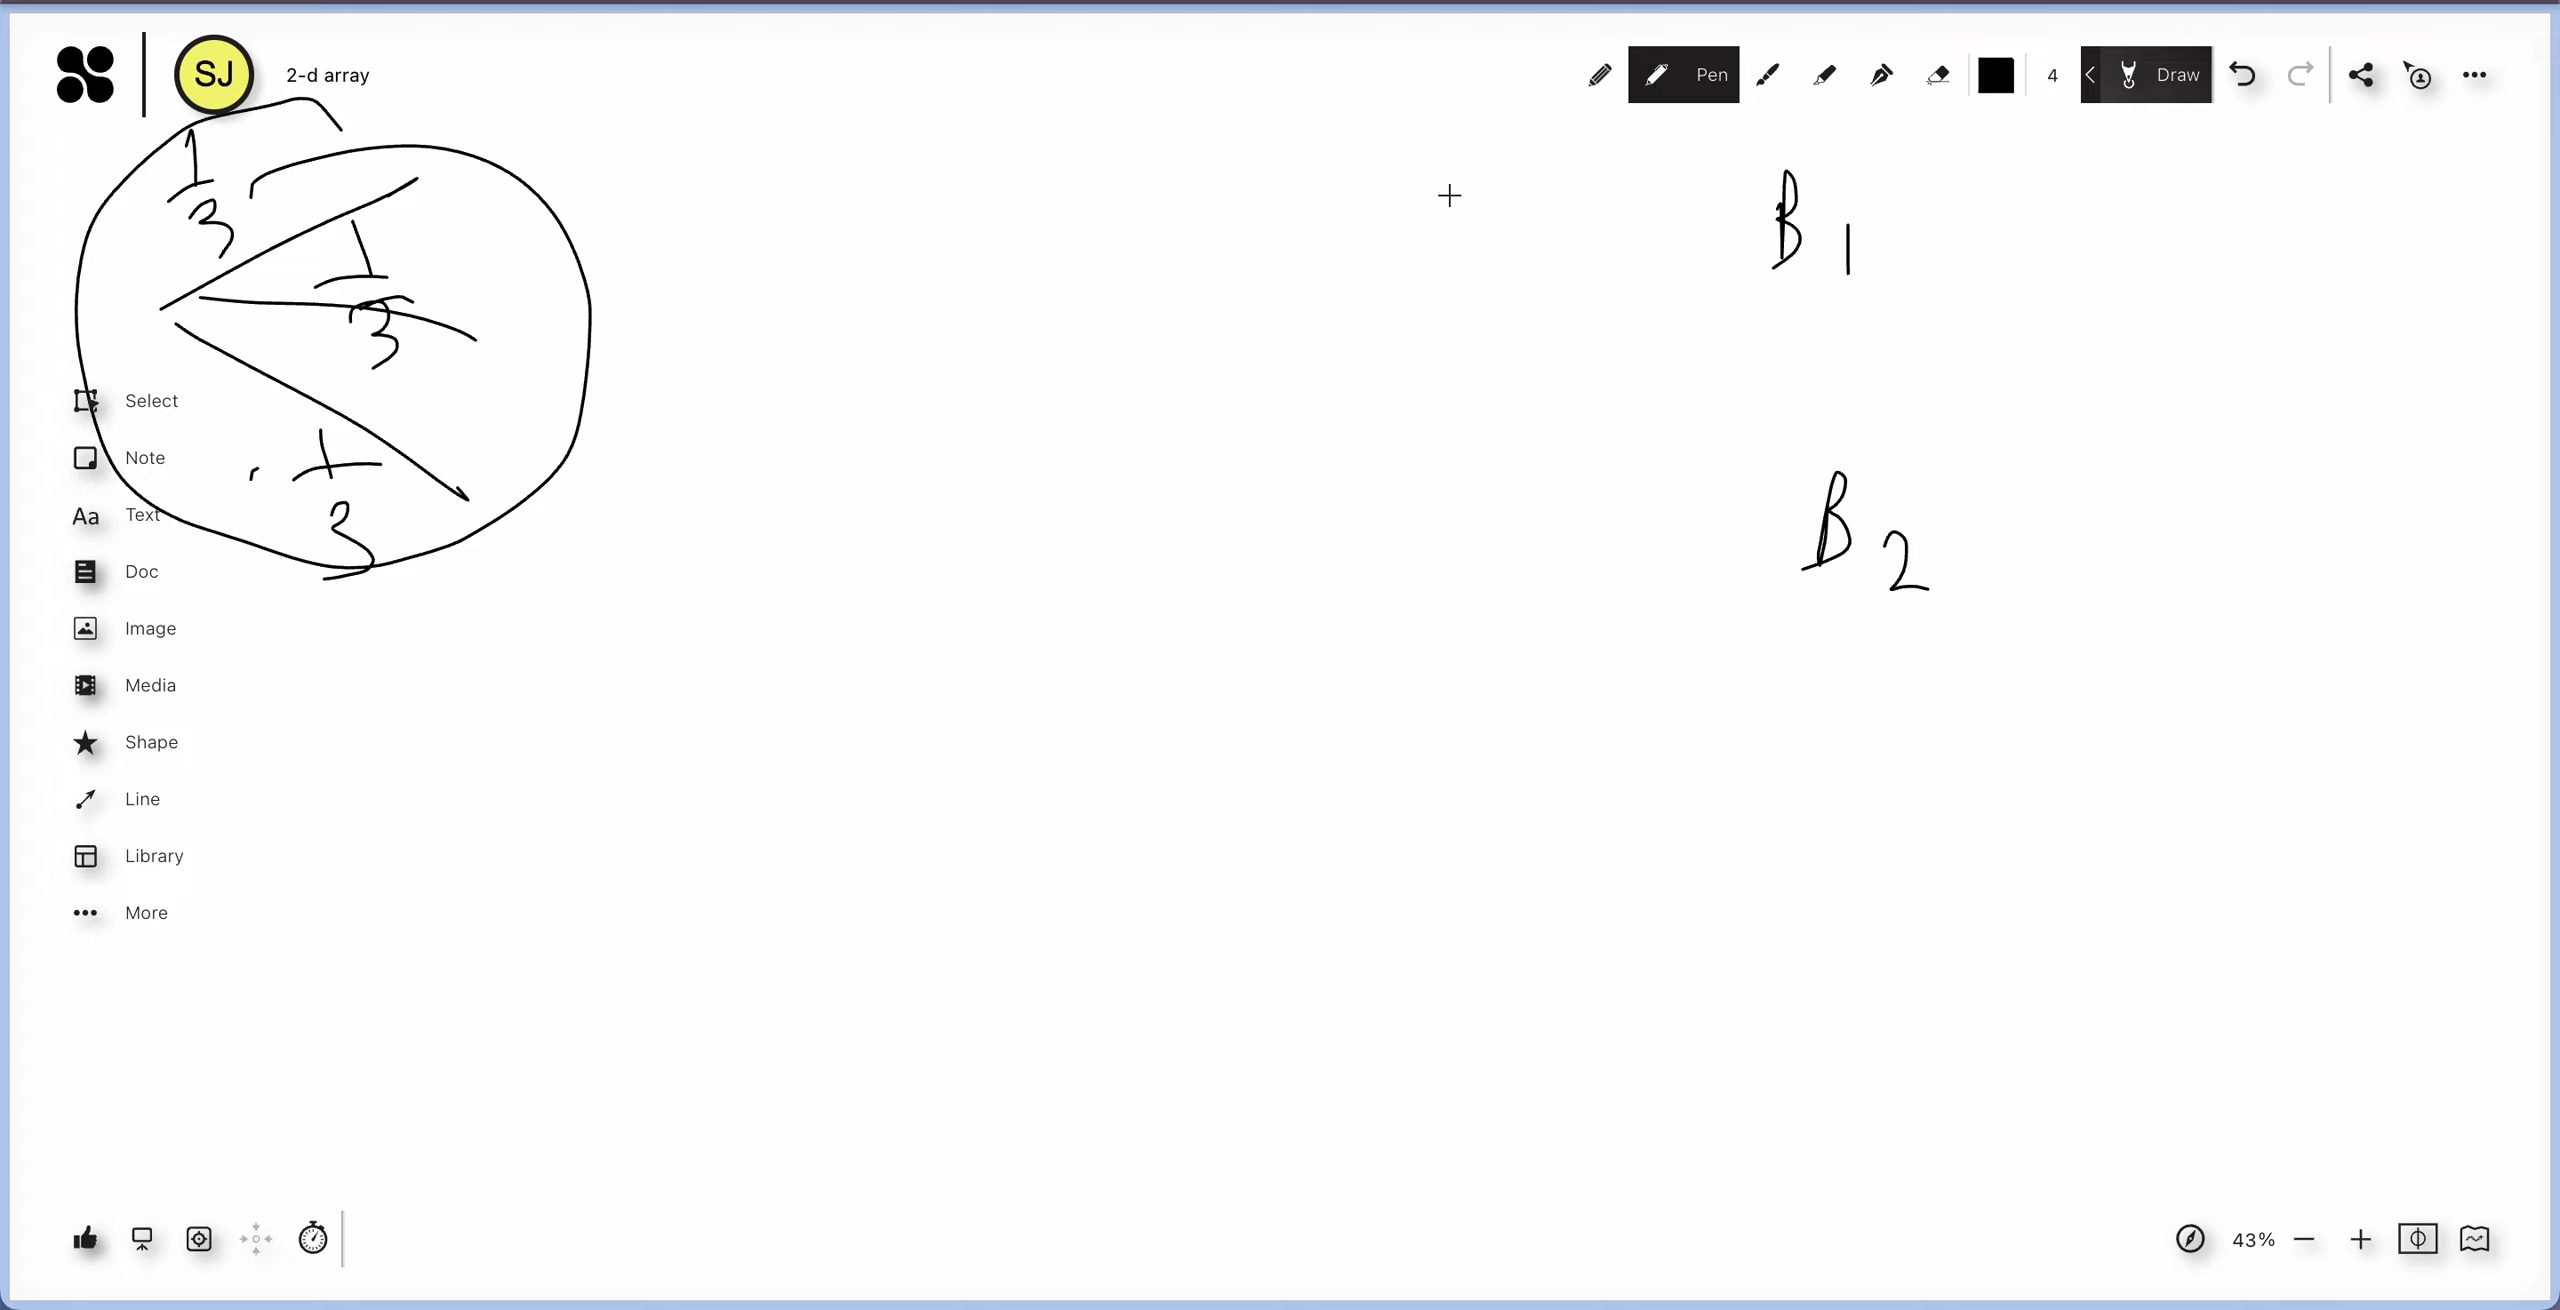 SJ
2-d array
Pen
4
Draw
1
3
1
3
1
3
B 1
B 2
Select
Note
Aa Text
Doc
Image
Media
Shape
Line
Library
More
43%